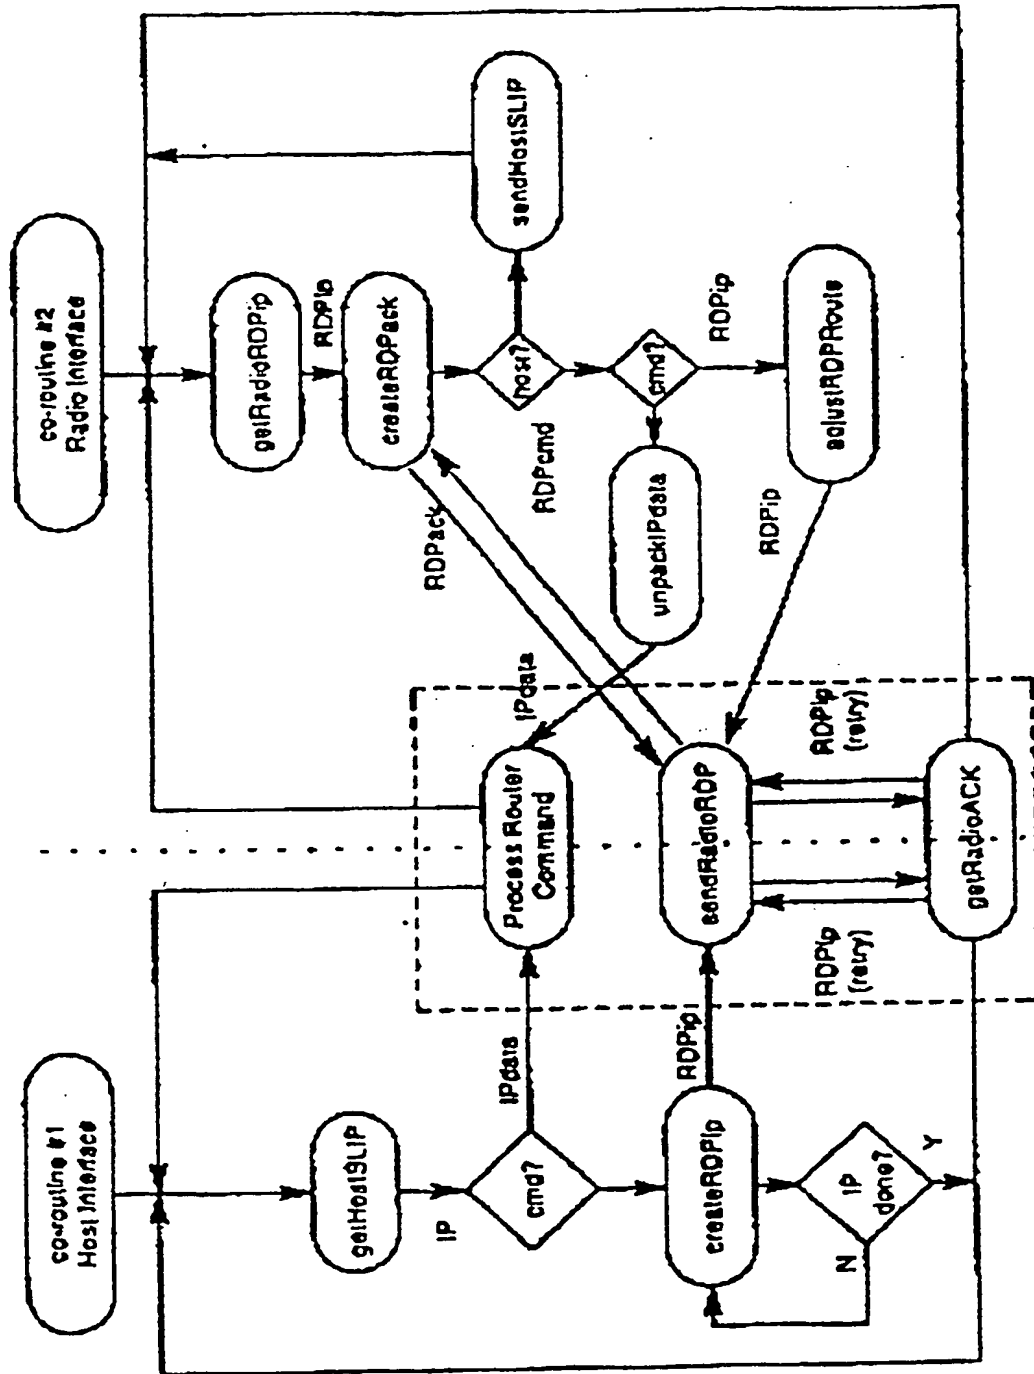 co-routine #1
Host Interface
getHostSLIP
IP
cmd?
IPdata
createRDPip
RDPip
IP
done?
N
Y
Process Router
Command
sendRadioRDP
RDPip
(retry)
RDPip
(retry)
getRadioACK
co-routine #2
Radio Interface
getRadioRDPip
RDPip
createRDPack
RDPack
host?
sendHostSLIP
RDPcmd
cmd?
RDPip
unpackIPdata
IPdata
adjustRDPRoute
RDPip